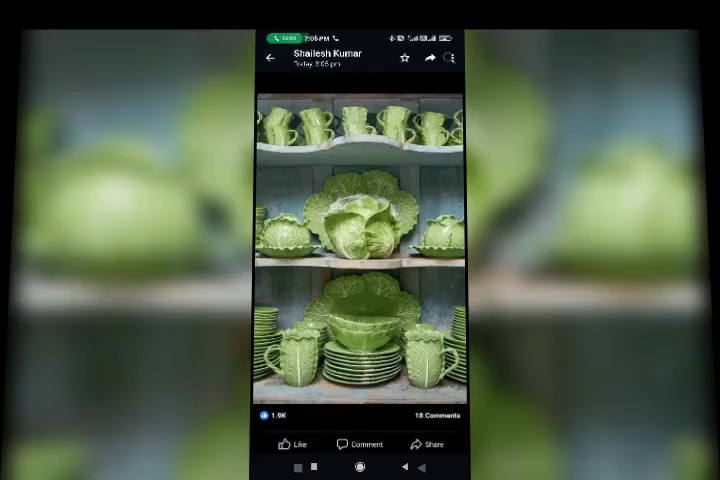 Shailesh Kumar
Today, 3:05 pm
1.9K
18 Comments
Like
Comment
Share